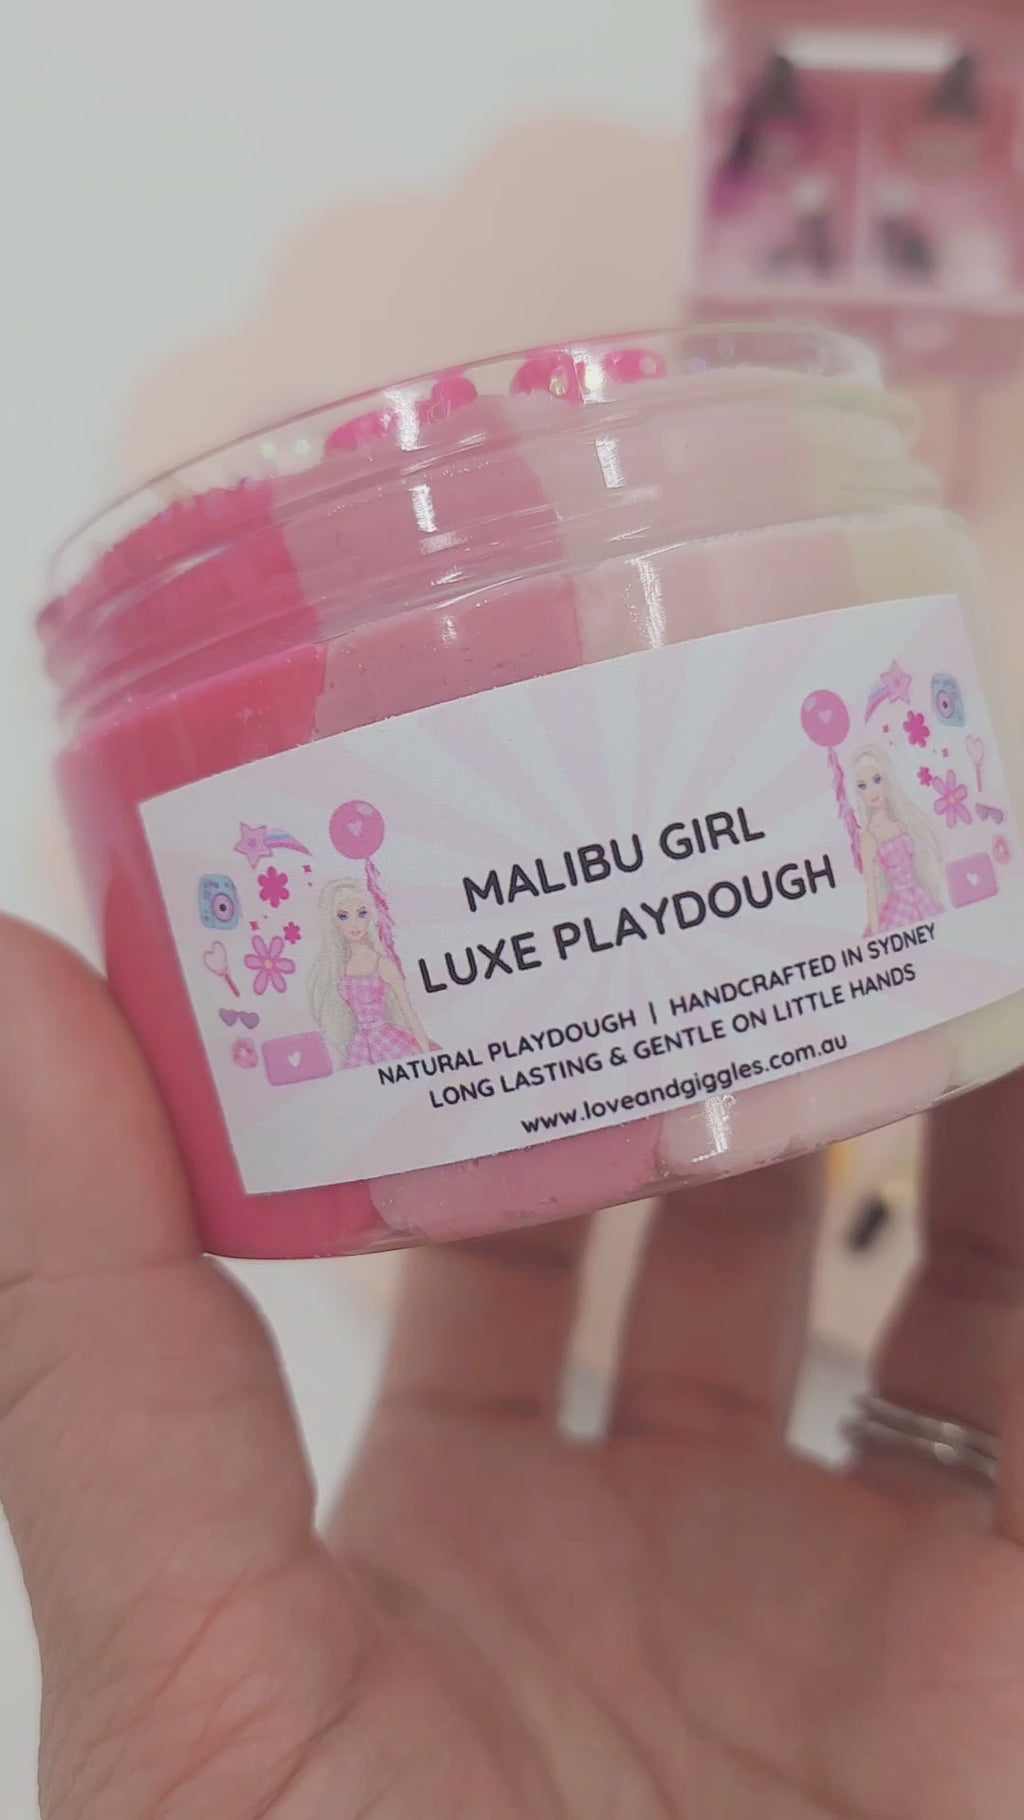 MALIBU GIRL
LUXE PLAYDOUGH
NATURAL PLAYDOUGH | HANDCRAFTED IN SYDNEY
LONG LASTING & GENTLE ON LITTLE HANDS
www.loveandgiggles.com.au